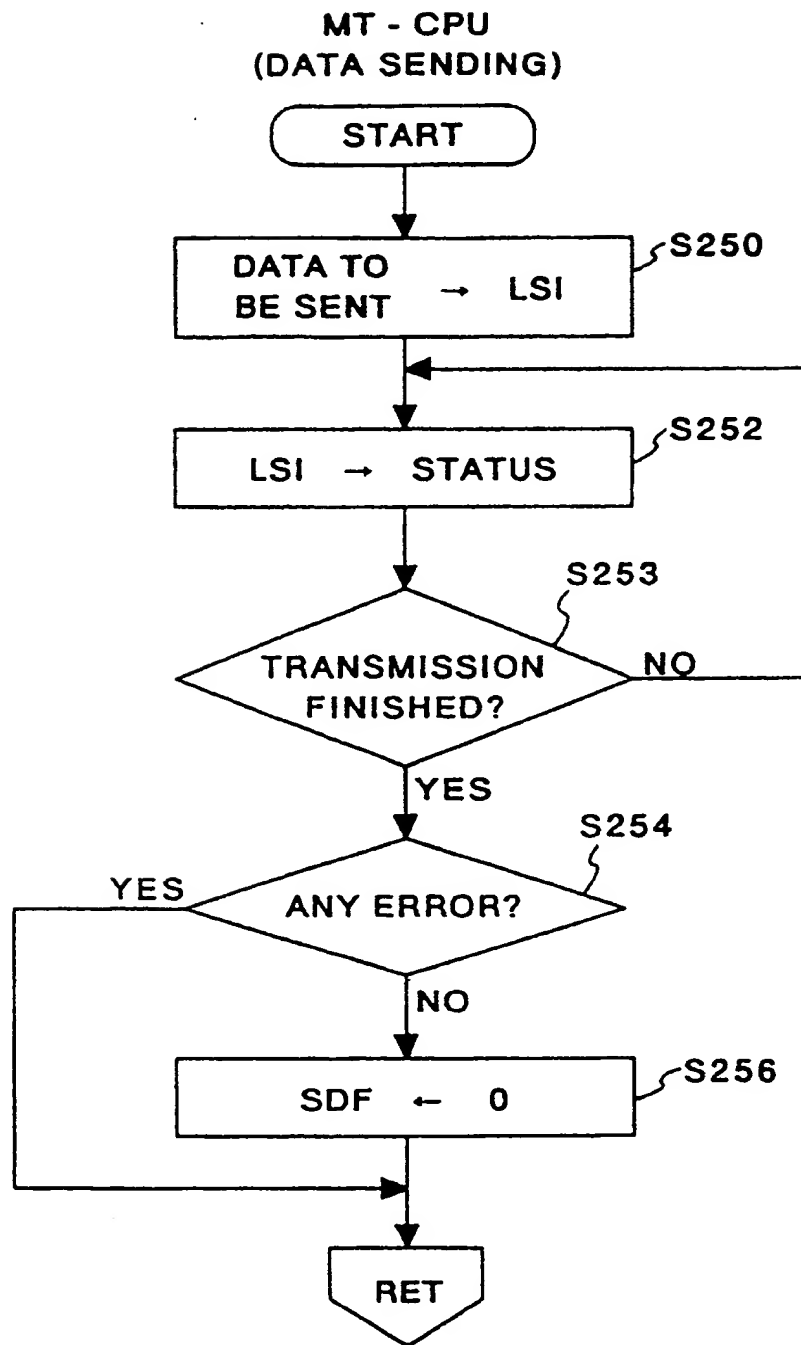 MT - CPU
(DATA SENDING)
START
S250
DATA TO
BE SENT → LSI
S252
LSI → STATUS
S253
TRANSMISSION
FINISHED?
NO
YES
S254
YES
ANY ERROR?
NO
S256
SDF ← 0
RET